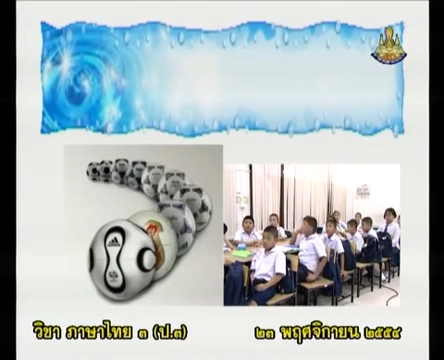 วิชา ภาษาไทย ๓ (ป.๓)
๒๓ พฤศจิกายน ๒๕๕๔
adidas